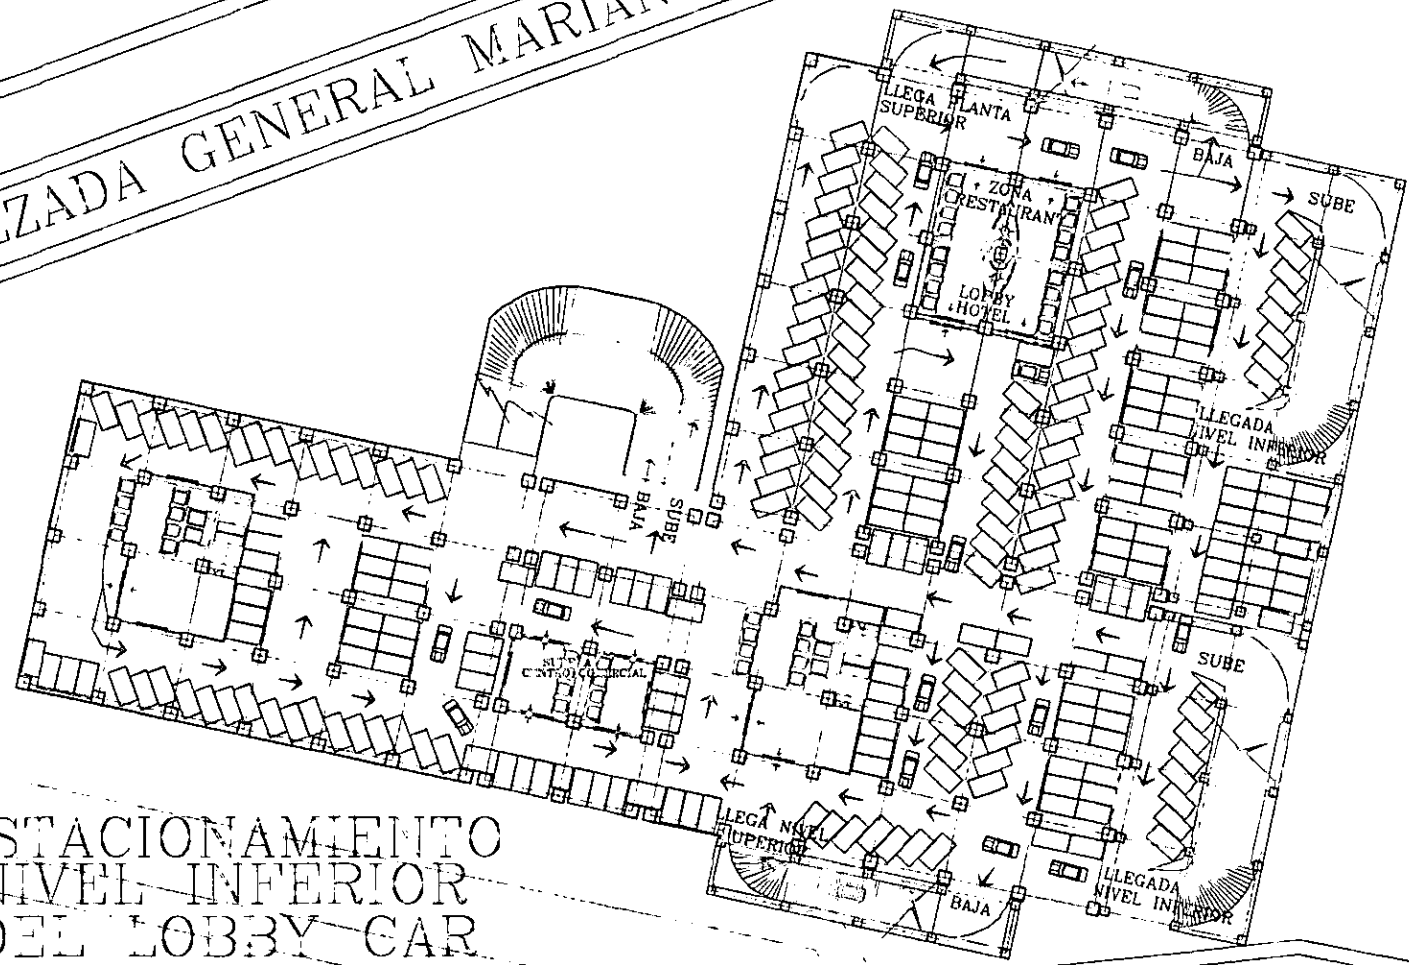 ZADA GENERAL MARIAN
LLEGA PLANTA
SUPERIOR
BAJA
SUBE
ZONA
RESTAURANT
LOBBY
HOTEL
LLEGADA
NIVEL INFERIOR
BAJA
SUBE
CENTRO COMERCIAL
SUBE
LLEGA NIVEL
SUPERIOR
BAJA
LLEGADA
NIVEL INFERIOR
STACIONAMIENTO
NIVEL INFERIOR
DEL LOBBY CAR